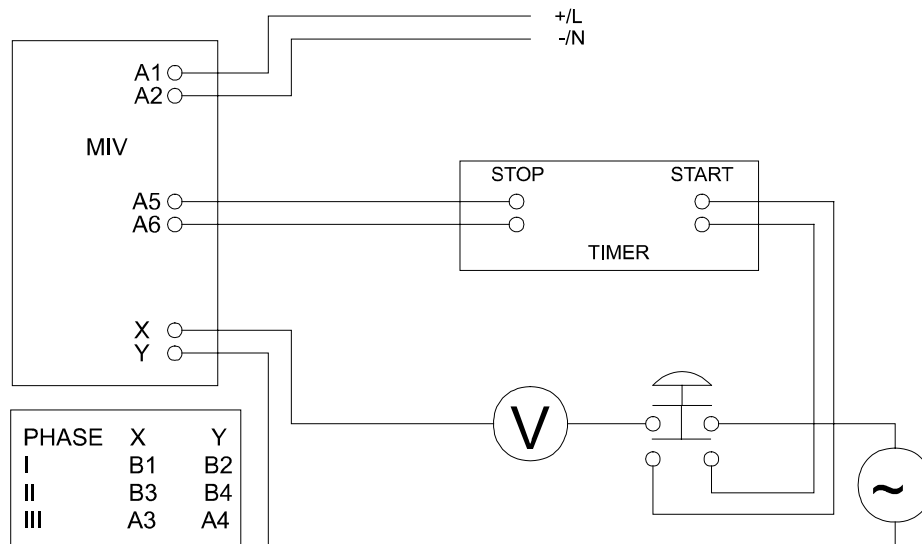 +/L
-/N
A1
A2
MIV
STOP START
A5
A6
TIMER
X
Y
V
PHASE X Y
I B1 B2
II B3 B4
III A3 A4
~